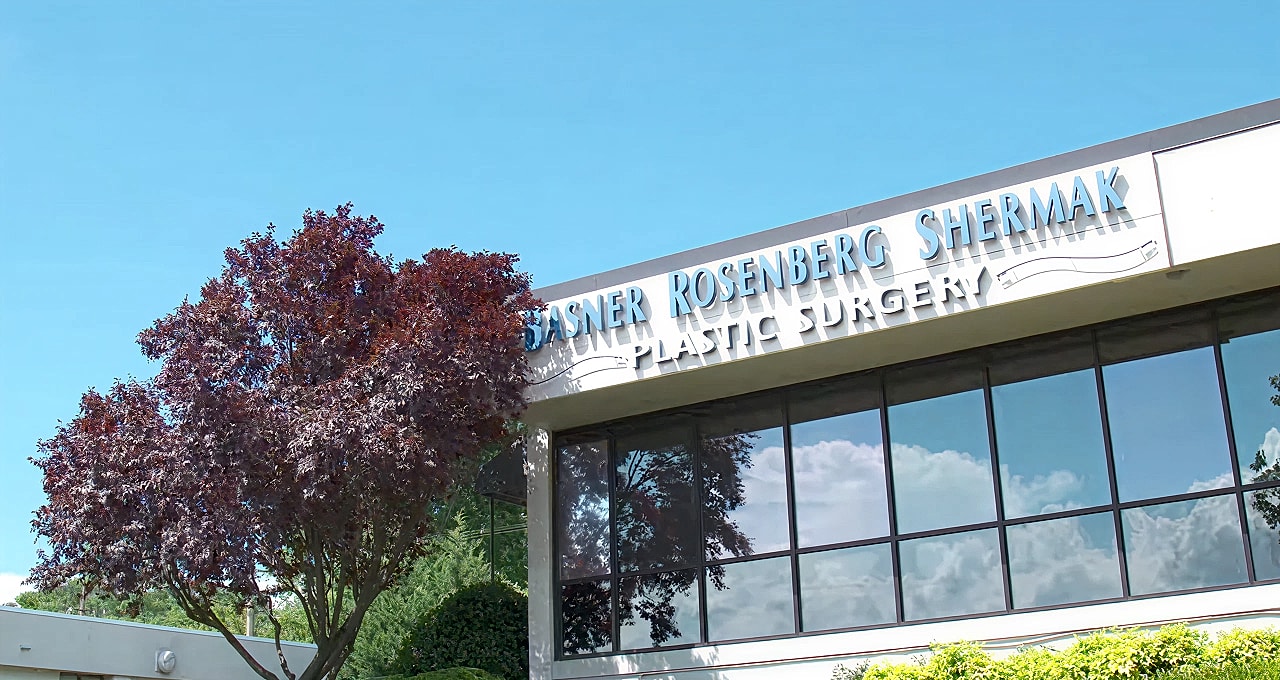 BASNER ROSENBERG SHERMAK
PLASTIC SURGERY